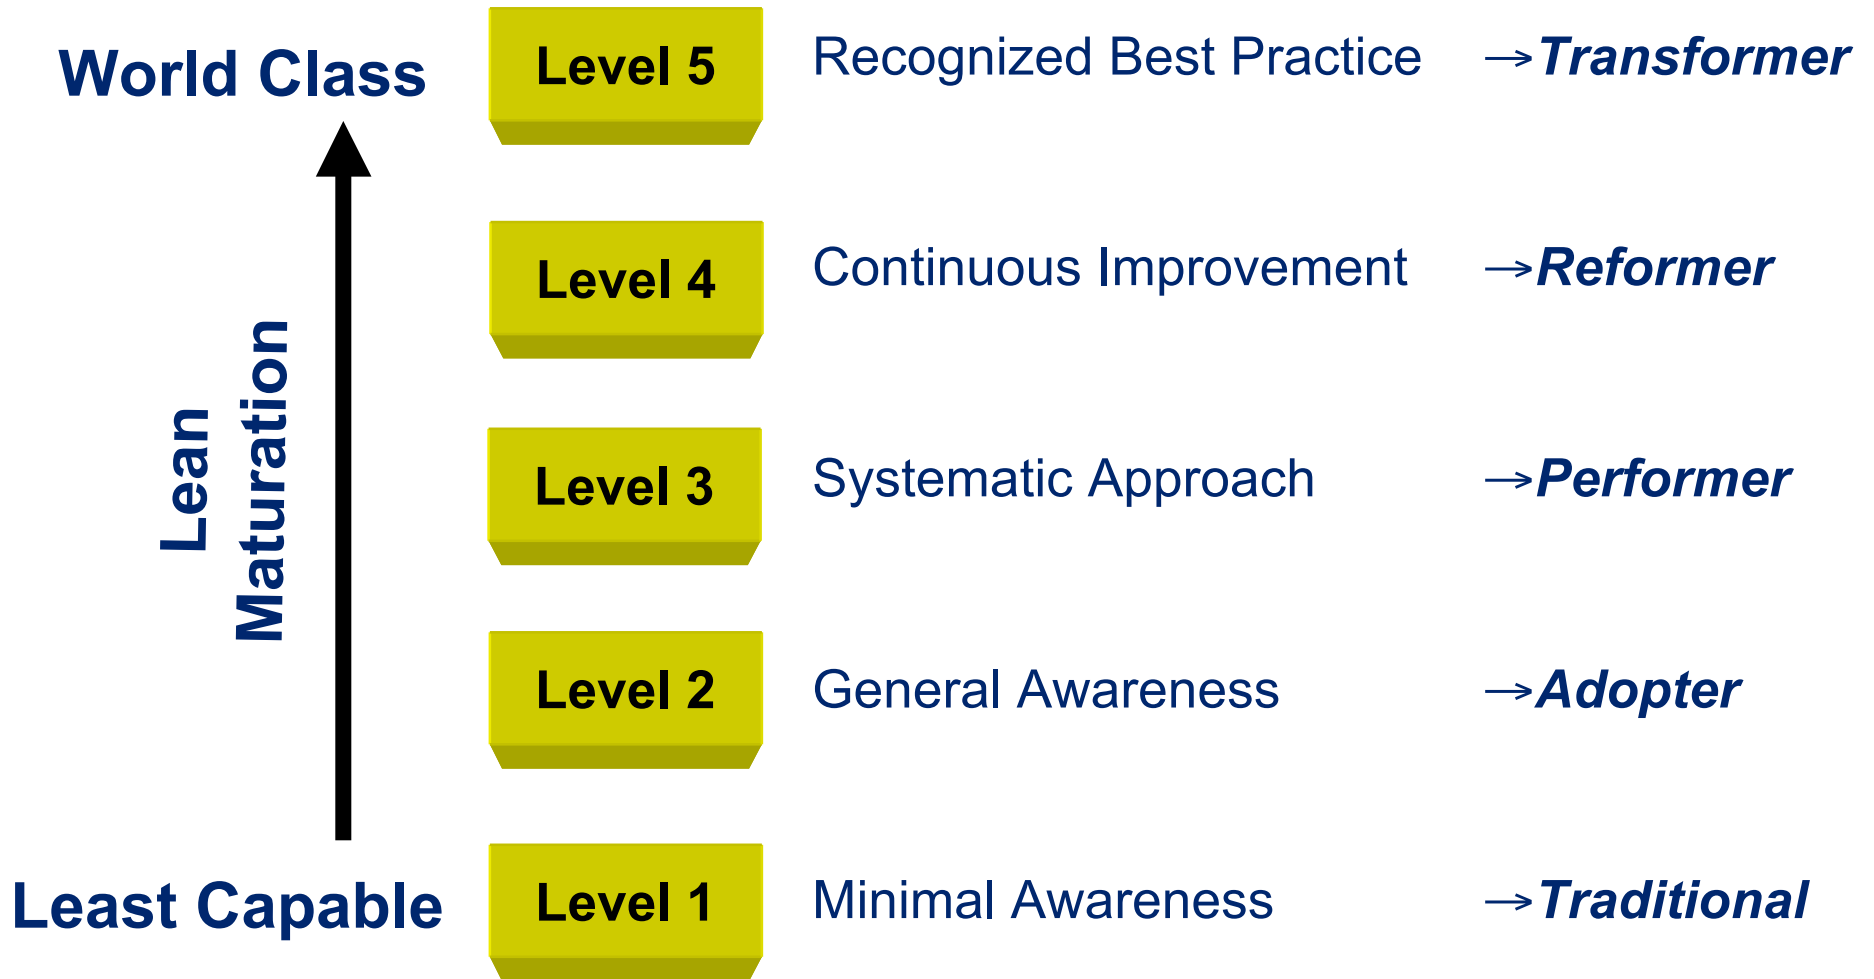 World Class
Level 5
Recognized Best Practice
→Transformer
Level 4
Continuous Improvement
→Reformer
Lean
Maturation
Level 3
Systematic Approach
→Performer
Level 2
General Awareness
→Adopter
Least Capable
Level 1
Minimal Awareness
→Traditional